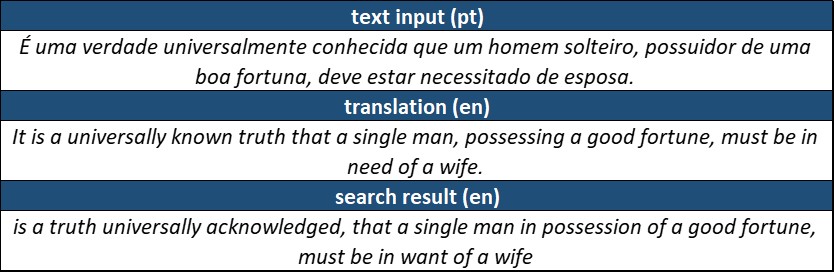 text input (pt)
É uma verdade universalmente conhecida que um homem solteiro, possuidor de uma
boa fortuna, deve estar necessitado de esposa.
translation (en)
It is a universally known truth that a single man, possessing a good fortune, must be in
need of a wife.
search result (en)
is a truth universally acknowledged, that a single man in possession of a good fortune,
must be in want of a wife